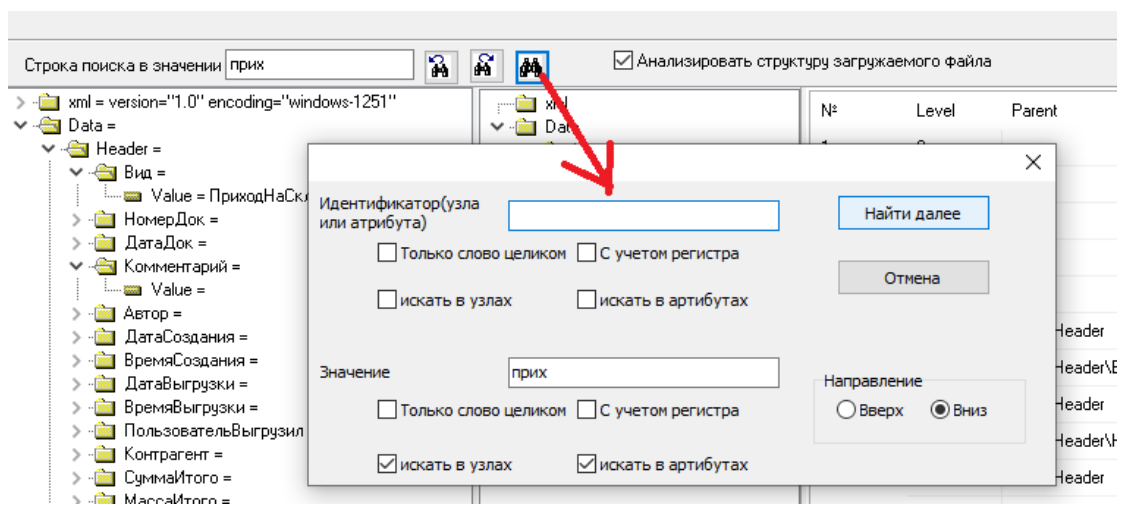 Строка поиска в значении прих
Анализировать структуру загружаемого файла
xml = version="1.0" encoding="windows-1251"
Data =
Header =
Вид =
Value = ПриходНаСкл
НомерДок =
ДатаДок =
Комментарий =
Value =
Автор =
ДатаСоздания =
ВремяСоздания =
ДатаВыгрузки =
ВремяВыгрузки =
ПользовательВыгрузил
Контрагент =
СуммаИтого =
МассаИтого =
xml
Data
№ Level Parent
Header
Header\
Header
Header\
Header
Идентификатор(узла
или атрибута)
Найти далее
Только слово целиком С учетом регистра
Отмена
искать в узлах искать в артибутах
Значение прих
Направление
Только слово целиком С учетом регистра
Вверх Вниз
искать в узлах искать в артибутах